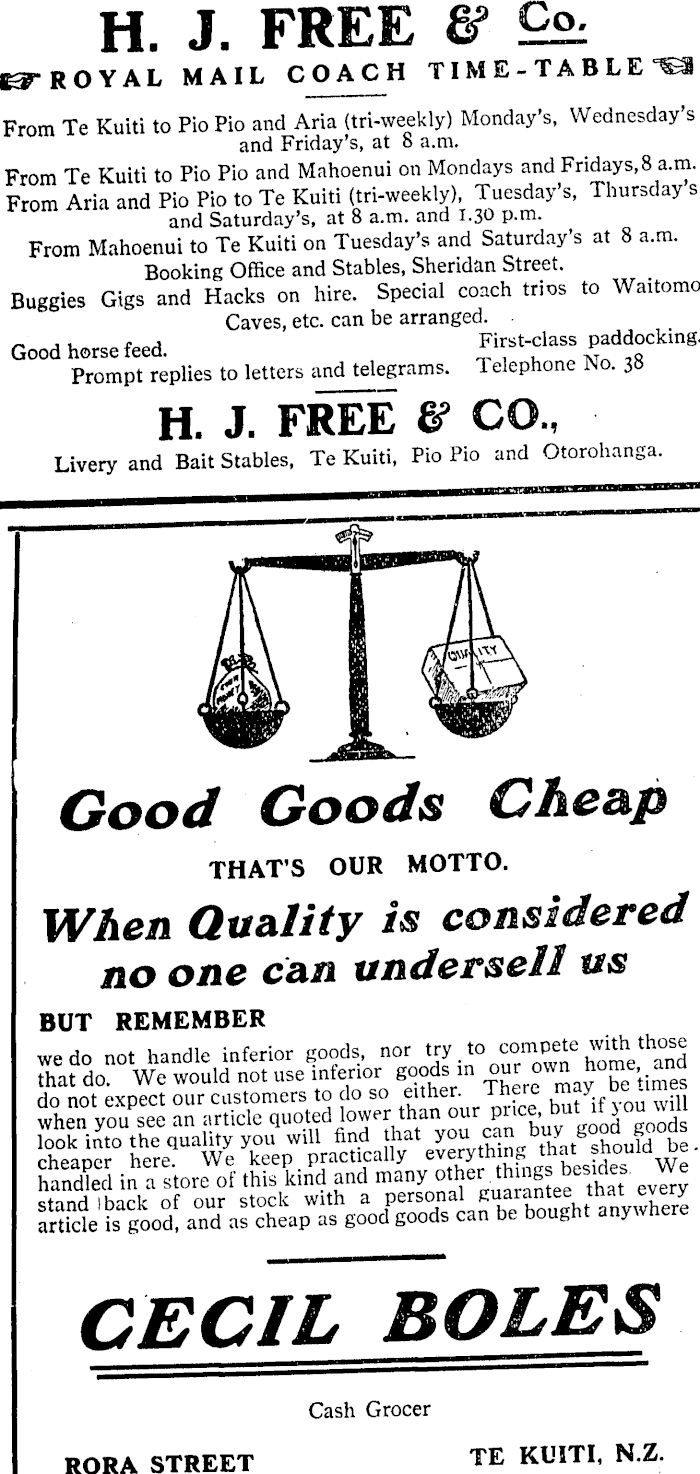 H. J. FREE & Co.
ROYAL MAIL COACH TIME-TABLE
From Te Kuiti to Pio Pio and Aria (tri-weekly) Monday's, Wednesday's
and Friday's, at 8 a.m.
From Te Kuiti to Pio Pio and Mahoenui on Mondays and Fridays, 8 a.m.
From Aria and Pio Pio to Te Kuiti (tri-weekly), Tuesday's, Thursday's
and Saturday's, at 8 a.m. and 1.30 p.m.
From Mahoenui to Te Kuiti on Tuesday's and Saturday's at 8 a.m.
Booking Office and Stables, Sheridan Street.
Buggies Gigs and Hacks on hire. Special coach trips to Waitomo
Caves, etc. can be arranged.
Good horse feed. First-class paddocking.
Prompt replies to letters and telegrams. Telephone No. 38
H. J. FREE & CO.,
Livery and Bait Stables, Te Kuiti, Pio Pio and Otorohanga.
QUALITY
Good Goods Cheap
THAT'S OUR MOTTO.
When Quality is considered
no one can undersell us
BUT REMEMBER
we do not handle inferior goods, nor try to compete with those
that do. We would not use inferior goods in our own home, and
do not expect our customers to do so either. There may be times
when you see an article quoted lower than our price, but if you will
look into the quality you will find that you can buy good goods
cheaper here. We keep practically everything that should be
handled in a store of this kind and many other things besides. We
stand back of our stock with a personal guarantee that every
article is good, and as cheap as good goods can be bought anywhere
CECIL BOLES
Cash Grocer
RORA STREET TE KUITI, N.Z.